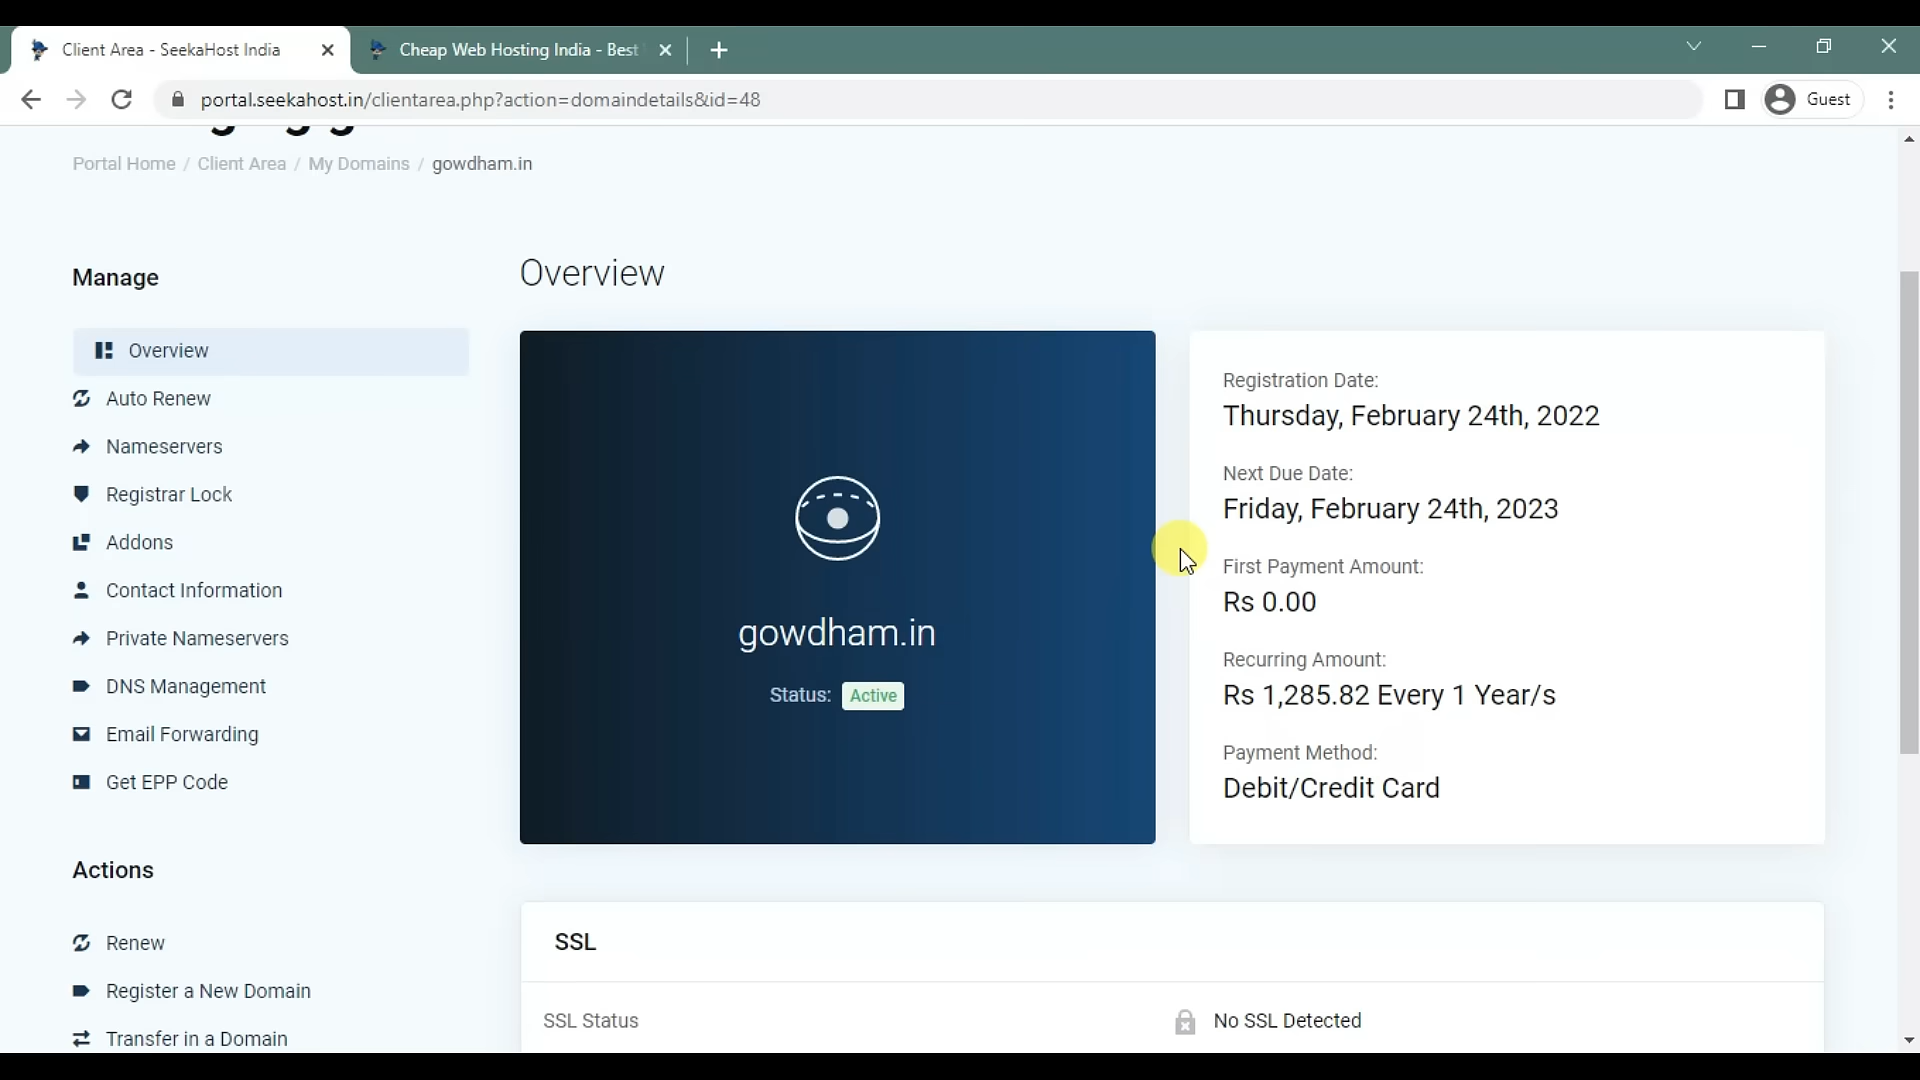 Client Area - SeekaHost India
Cheap Web Hosting India - Best
portal.seekahost.in/clientarea.php?action=domaindetails&id=48
Guest
Portal Home / Client Area / My Domains / gowdham.in
Manage
Overview
Auto Renew
Nameservers
Registrar Lock
Addons
Contact Information
Private Nameservers
DNS Management
Email Forwarding
Get EPP Code
Actions
Renew
Register a New Domain
Transfer in a Domain
Overview
gowdham.in
Status: Active
Registration Date:
Thursday, February 24th, 2022
Next Due Date:
Friday, February 24th, 2023
First Payment Amount:
Rs 0.00
Recurring Amount:
Rs 1,285.82 Every 1 Year/s
Payment Method:
Debit/Credit Card
SSL
SSL Status
No SSL Detected